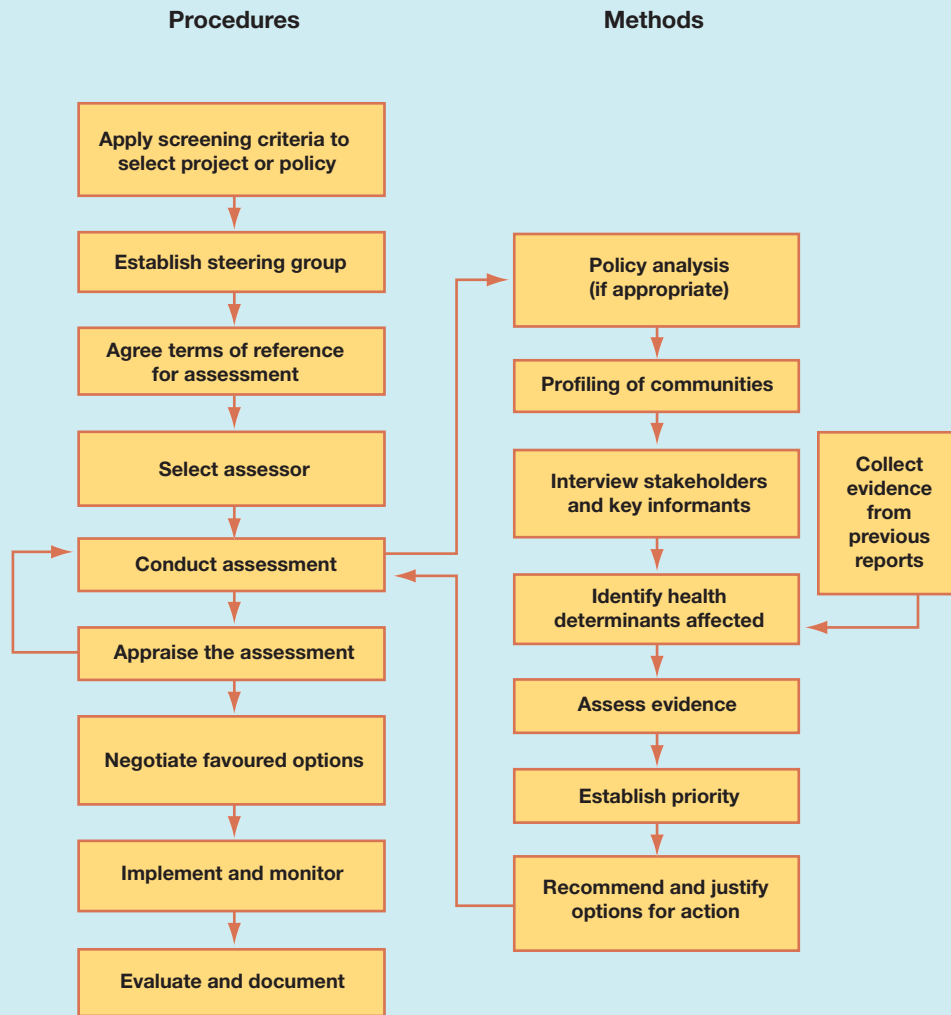 Procedures
Methods
Apply screening criteria to
select project or policy
Establish steering group
Agree terms of reference
for assessment
Select assessor
Conduct assessment
Appraise the assessment
Negotiate favoured options
Implement and monitor
Evaluate and document
Policy analysis
(if appropriate)
Profiling of communities
Interview stakeholders
and key informants
Identify health
determinants affected
Assess evidence
Establish priority
Recommend and justify
options for action
Collect
evidence
from
previous
reports